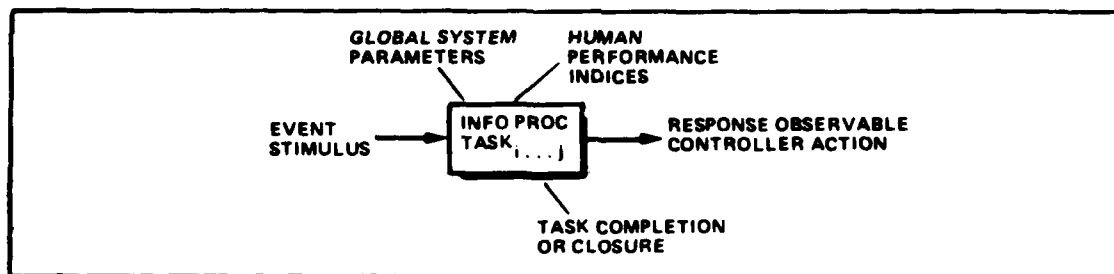 GLOBAL SYSTEM
PARAMETERS
HUMAN
PERFORMANCE
INDICES
EVENT
STIMULUS
INFO PROC
TASK i . . . j
RESPONSE OBSERVABLE
CONTROLLER ACTION
TASK COMPLETION
OR CLOSURE